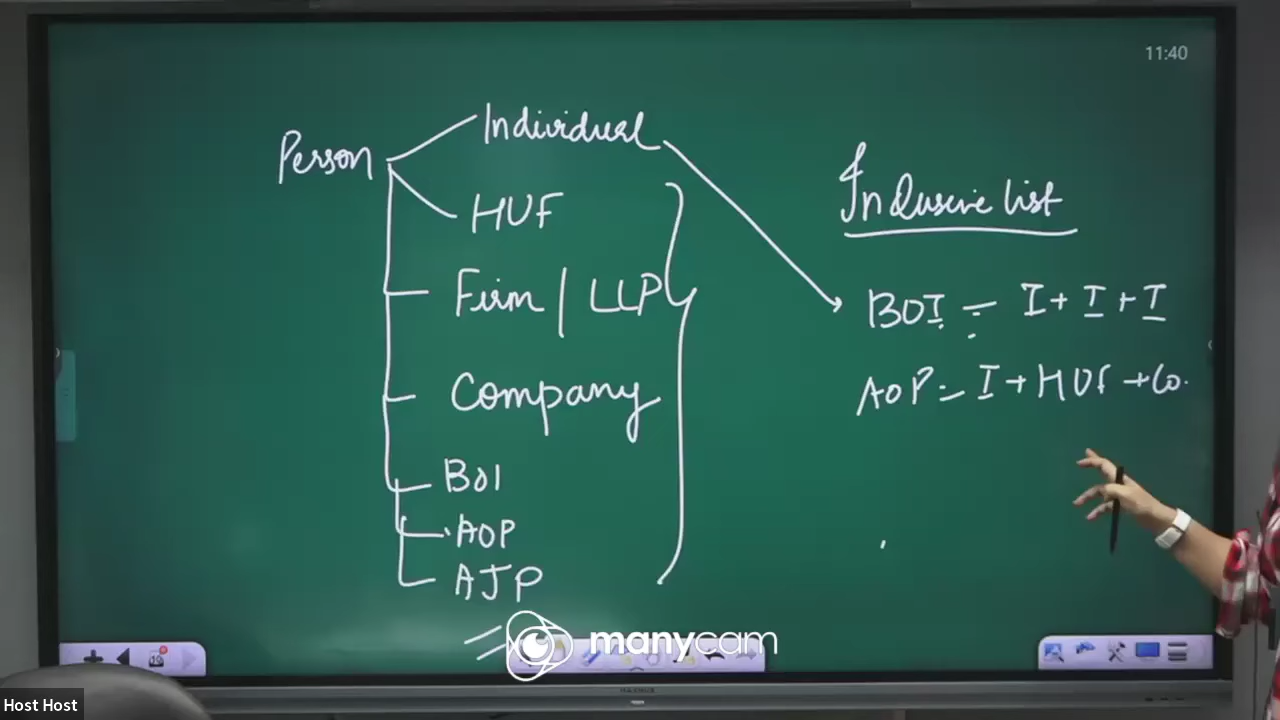 11:40
Person
Individual
HUF
Firm / LLP
Company
BOI
AOP
AJP
Inclusive list
BOI = I + I + I
AOP = I + HUF + Co.
manycam
MAXHUB
Host Host